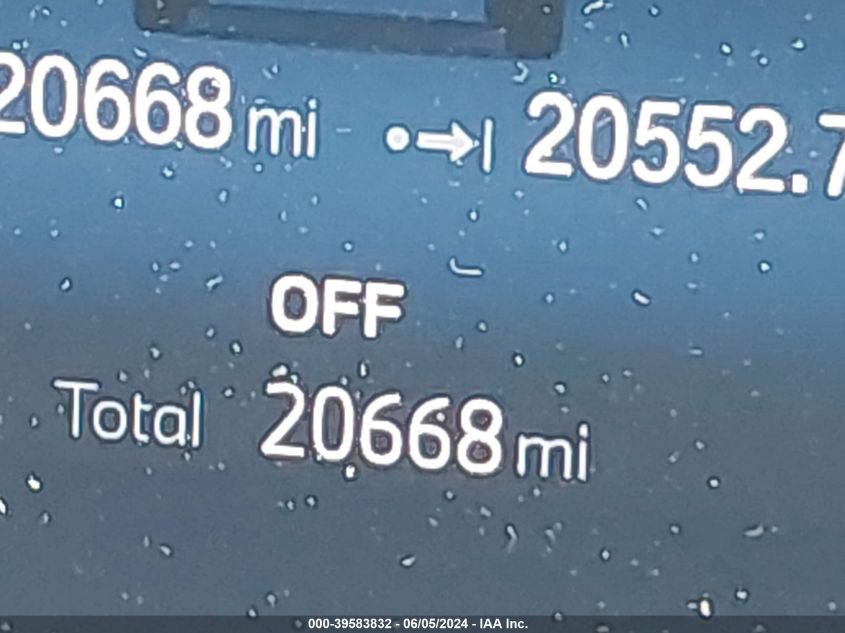 20668 mi 20552.7
OFF
Total 20668 mi
000-39583832 - 06/05/2024 - IAA Inc.